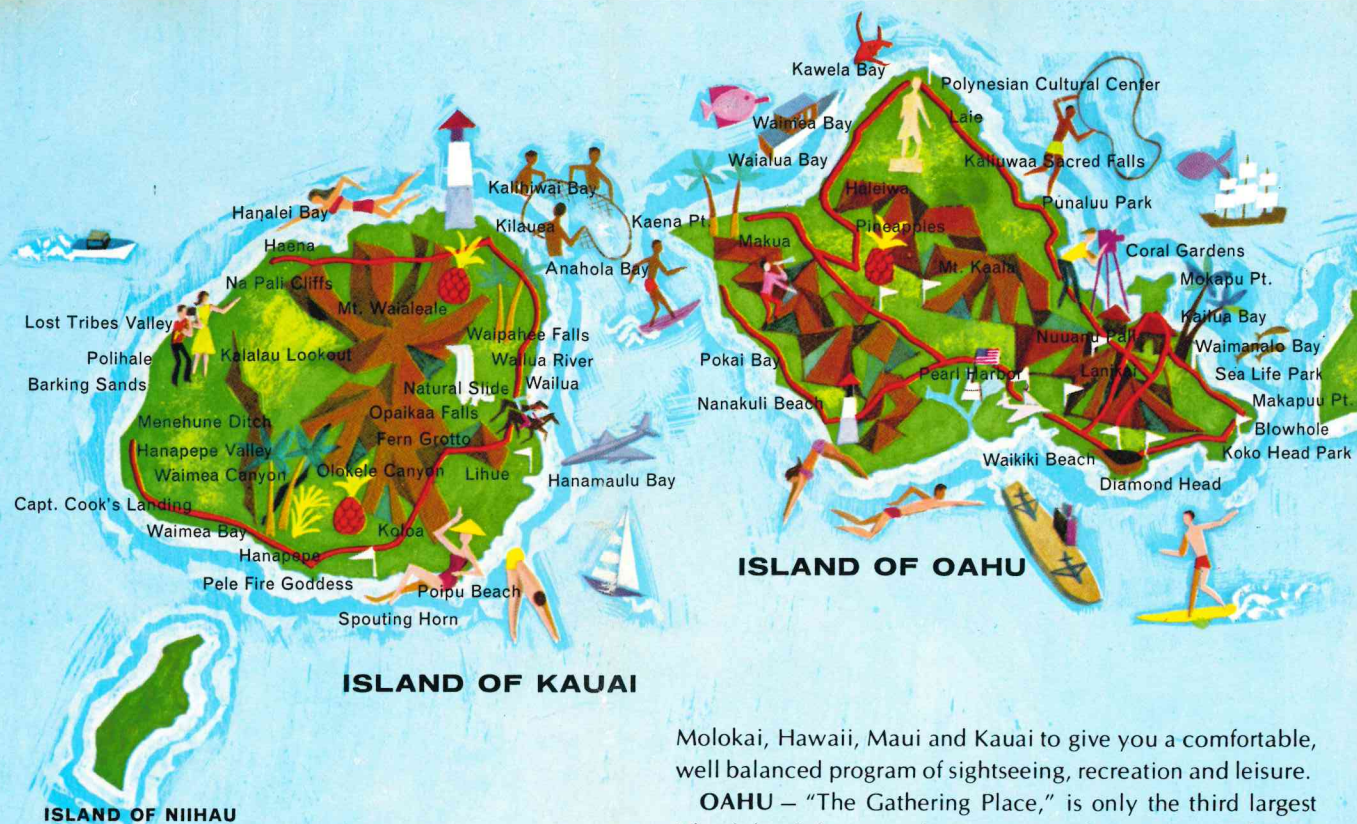 Kawela Bay
Polynesian Cultural Center
Waimea Bay
Laie
Waialua Bay
Kaliuwaa Sacred Falls
Kalihiwai Bay
Haleiwa
Hanalei Bay
Punaluu Park
Kilauea
Kaena Pt.
Pineapples
Haena
Makua
Coral Gardens
Anahola Bay
Mt. Kaala
Na Pali Cliffs
Mokapu Pt.
Mt. Waialeale
Kailua Bay
Lost Tribes Valley
Waipahee Falls
Nuuanu Pali
Waimanalo Bay
Polihale
Kalalau Lookout
Wailua River
Pokai Bay
Pearl Harbor
Lanikai
Sea Life Park
Barking Sands
Natural Slide
Wailua
Nanakuli Beach
Makapuu Pt.
Menehune Ditch
Opaikaa Falls
Blowhole
Hanapepe Valley
Fern Grotto
Koko Head Park
Waimea Canyon
Olokele Canyon
Lihue
Hanamaulu Bay
Waikiki Beach
Diamond Head
Capt. Cook's Landing
Waimea Bay
Koloa
Hanapepe
ISLAND OF OAHU
Pele Fire Goddess
Poipu Beach
Spouting Horn
ISLAND OF KAUAI
ISLAND OF NIIHAU
Molokai, Hawaii, Maui and Kauai to give you a comfortable,
well balanced program of sightseeing, recreation and leisure.
OAHU – "The Gathering Place," is only the third largest